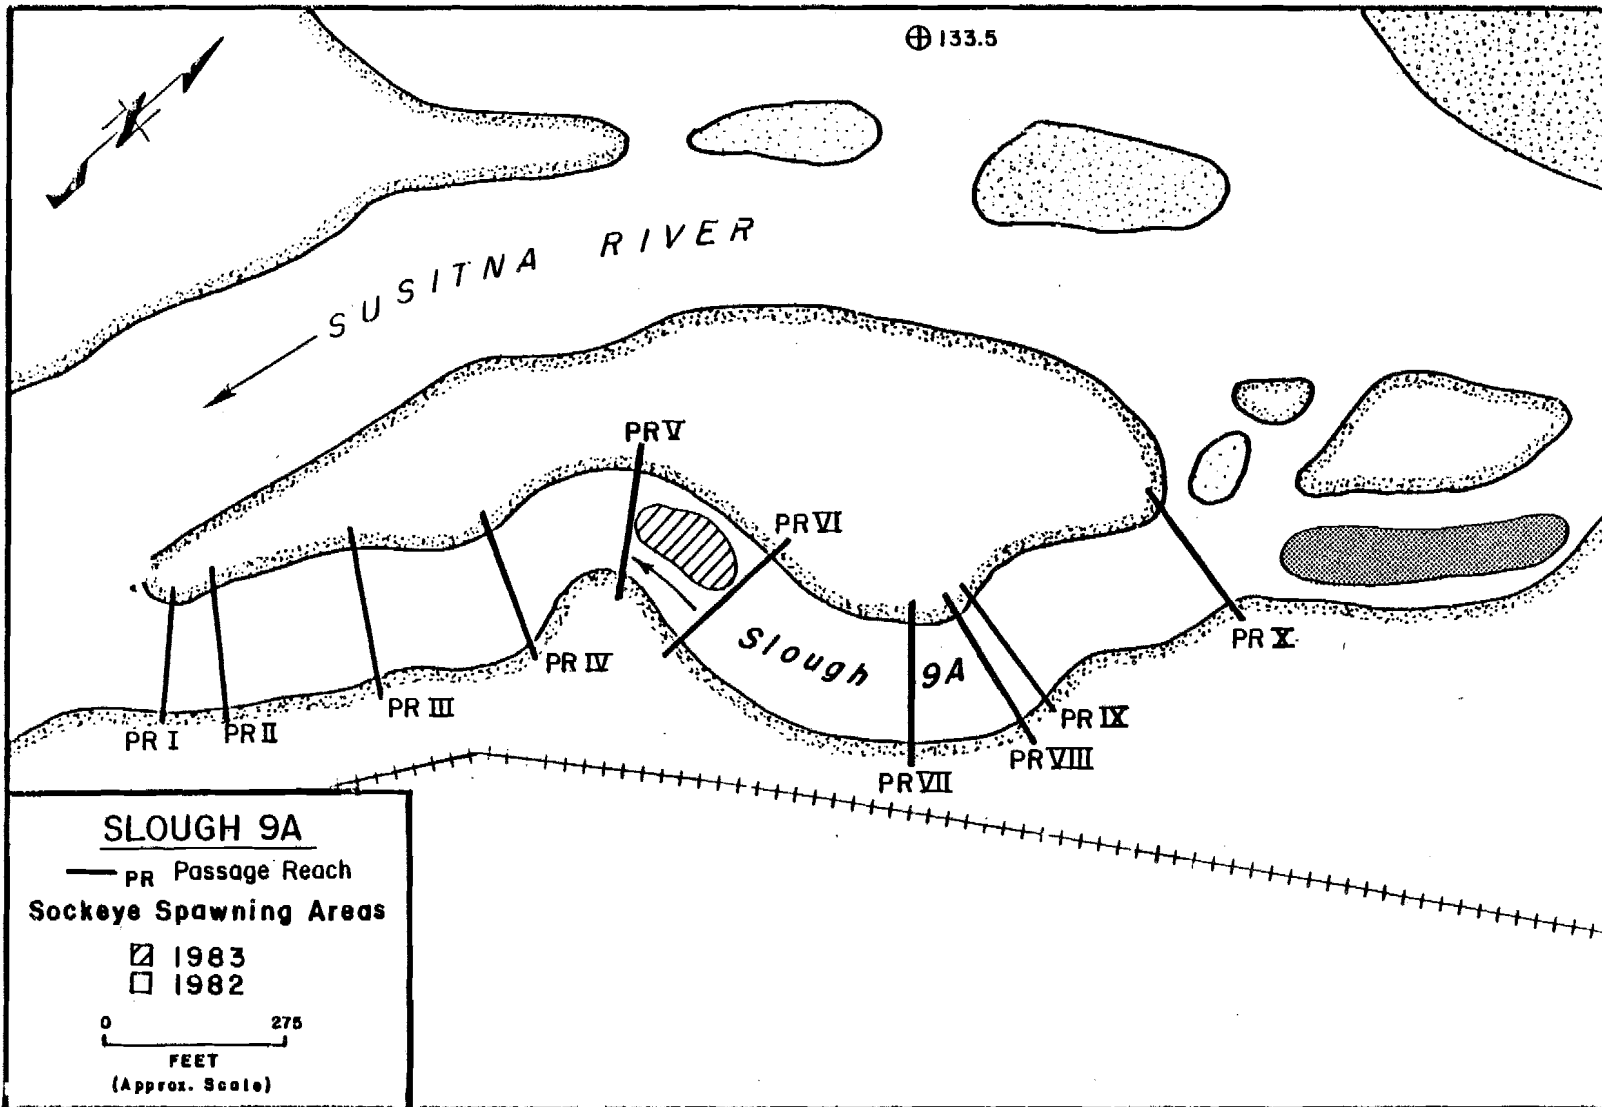 133.5
SUSITNA RIVER
PR V
PR VI
Slough 9A
PR X
PR IV
PR III
PR IX
PR I
PR II
PR VIII
PR VII
SLOUGH 9A
PR Passage Reach
Sockeye Spawning Areas
1983
1982
0 275
FEET
(Approx. Scale)